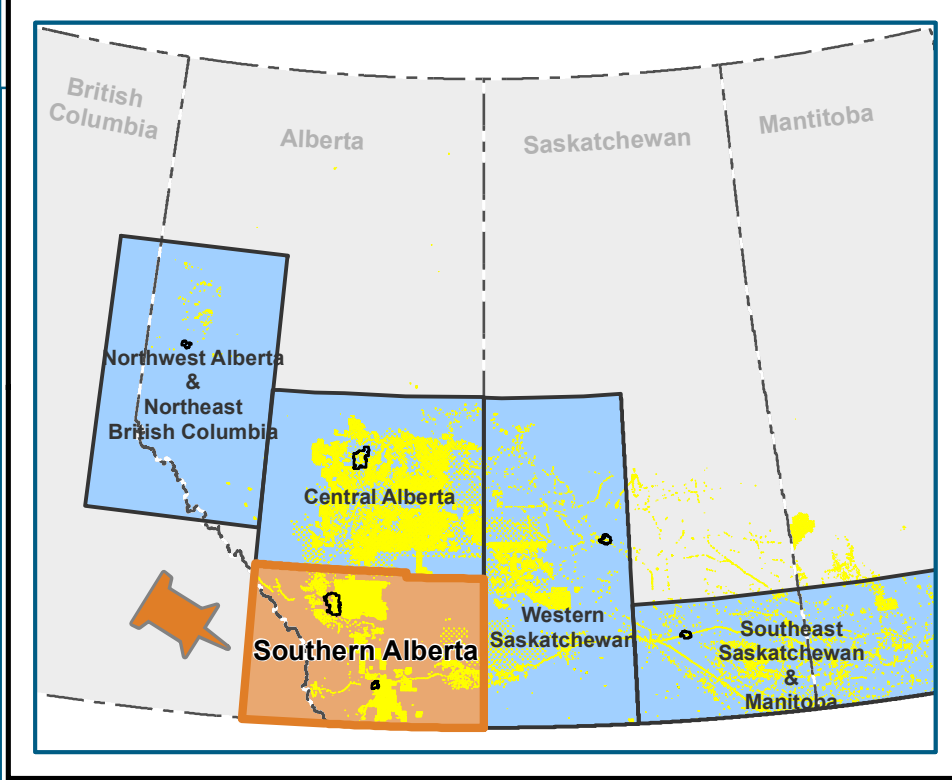 British
Columbia
Alberta
Saskatchewan
Mantitoba
Northwest Alberta
&
Northeast
British Columbia
Central Alberta
Southern Alberta
Western
Saskatchewan
Southeast
Saskatchewan
&
Manitoba